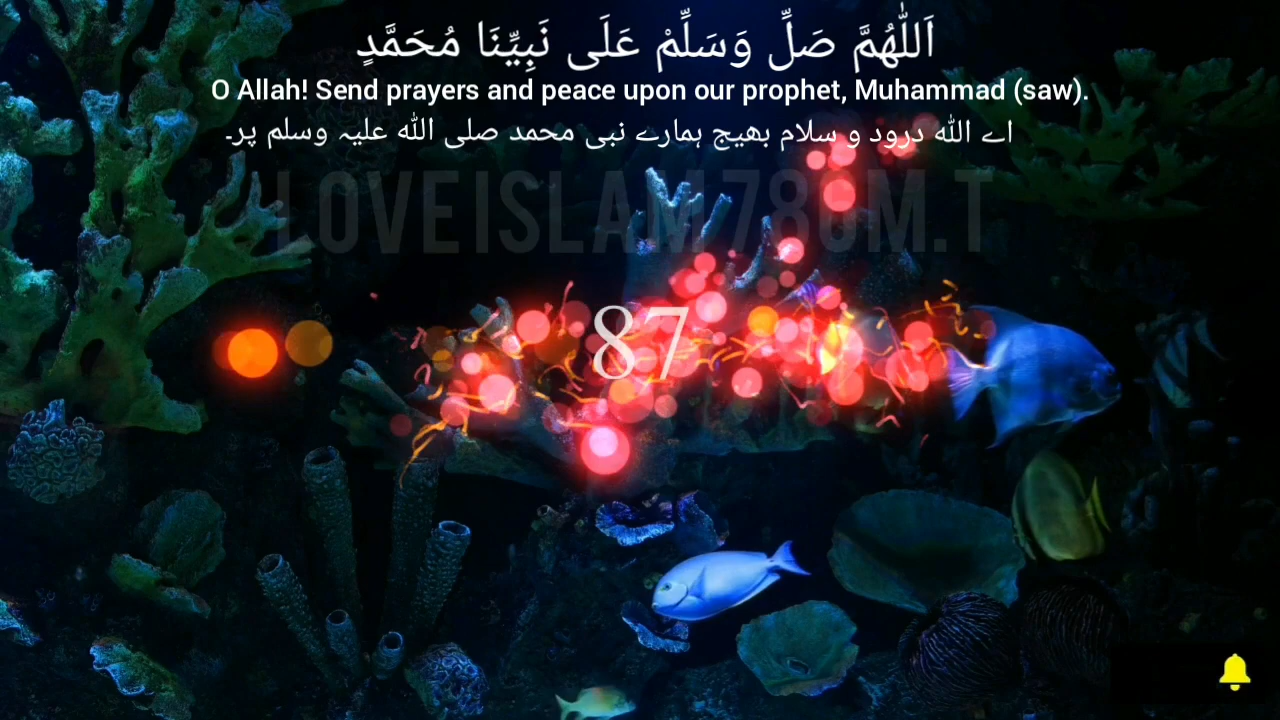 اَللّٰهُمَّ صَلِّ وَسَلِّمْ عَلَى نَبِيِّنَا مُحَمَّدٍ
O Allah! Send prayers and peace upon our prophet, Muhammad (saw).
اے اللہ درود و سلام بھیج ہمارے نبی محمد صلی اللہ علیہ وسلم پر۔
ILOVEISLAM786M.T
87